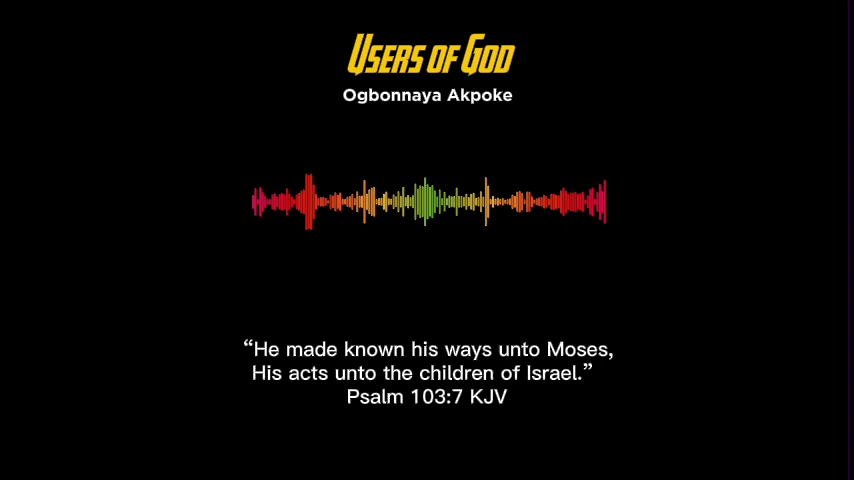 USERS OF GOD
Ogbonnaya Akpoke
“He made known his ways unto Moses,
His acts unto the children of Israel.”
Psalm 103:7 KJV